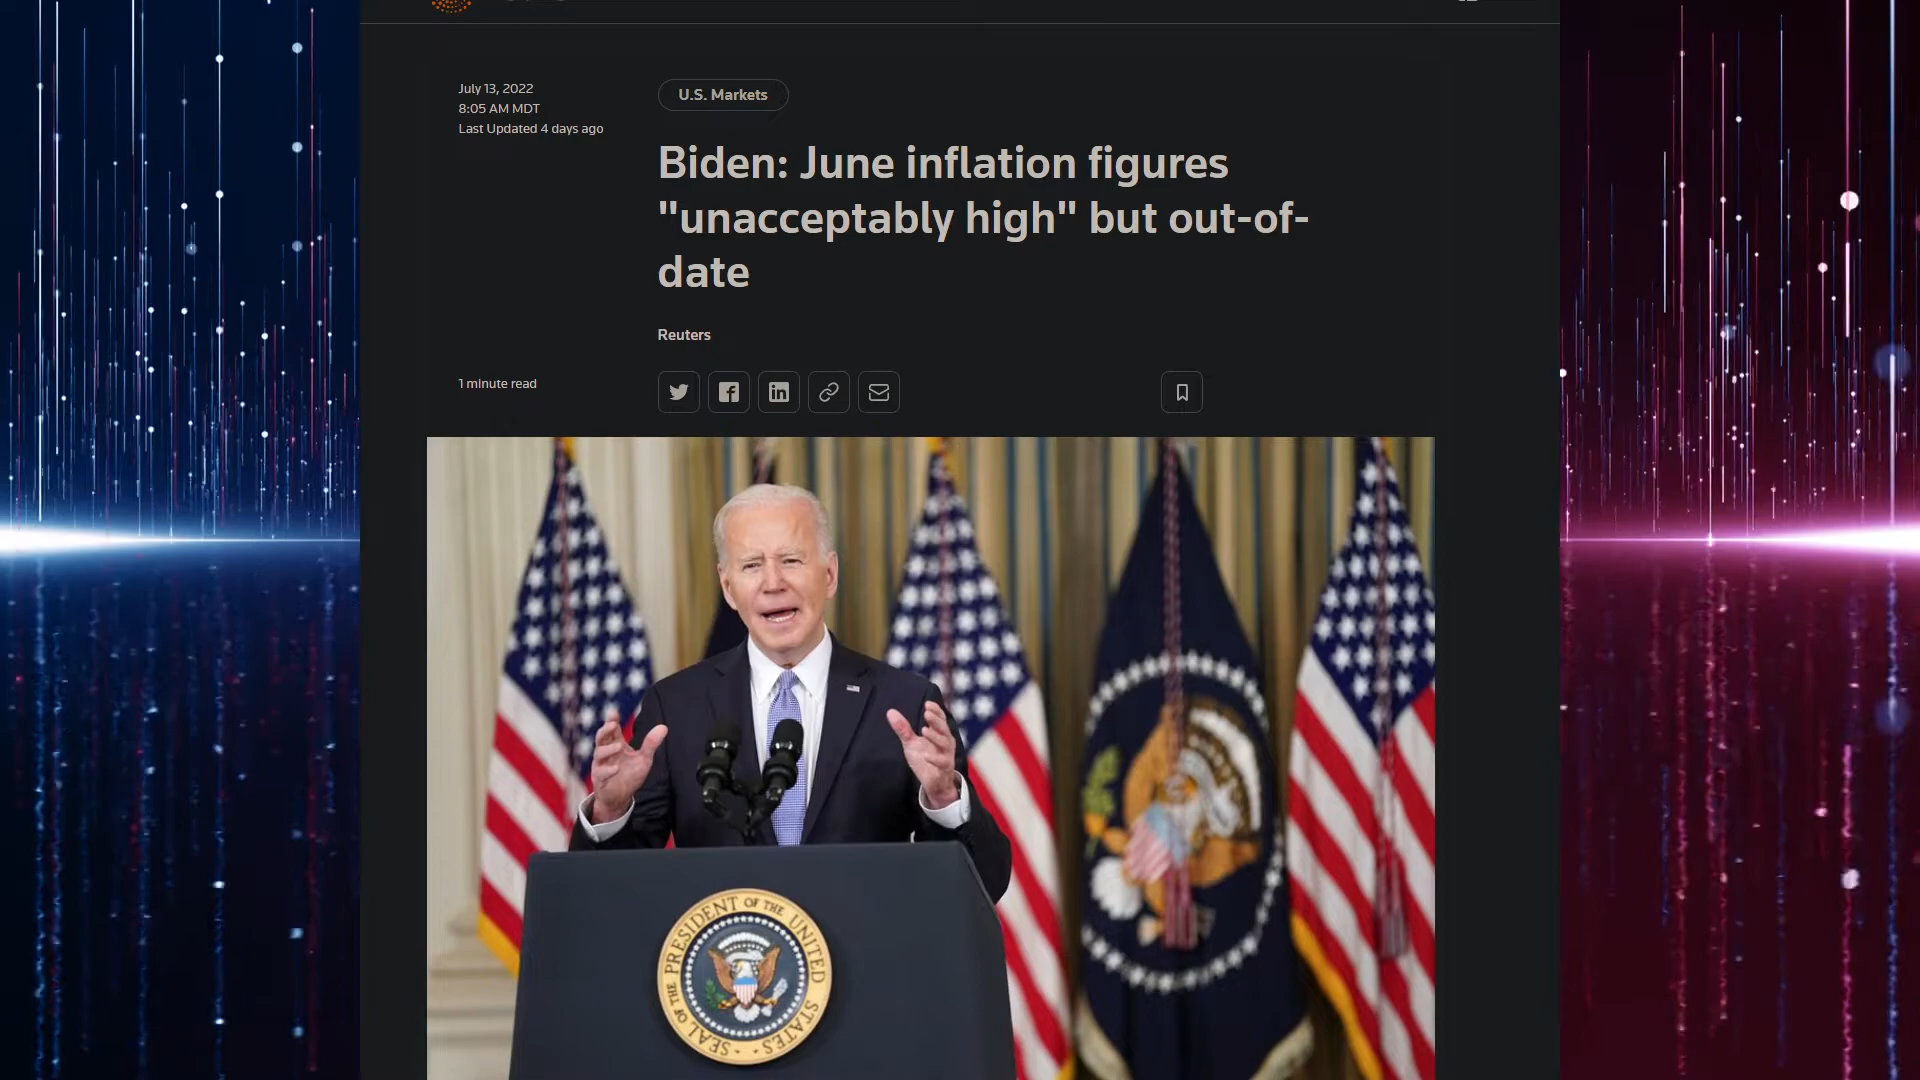 July 13, 2022
8:05 AM MDT
Last Updated 4 days ago
U.S. Markets
Biden: June inflation figures
"unacceptably high" but out-of-
date
Reuters
1 minute read
SEAL OF THE PRESIDENT OF THE UNITED STATES